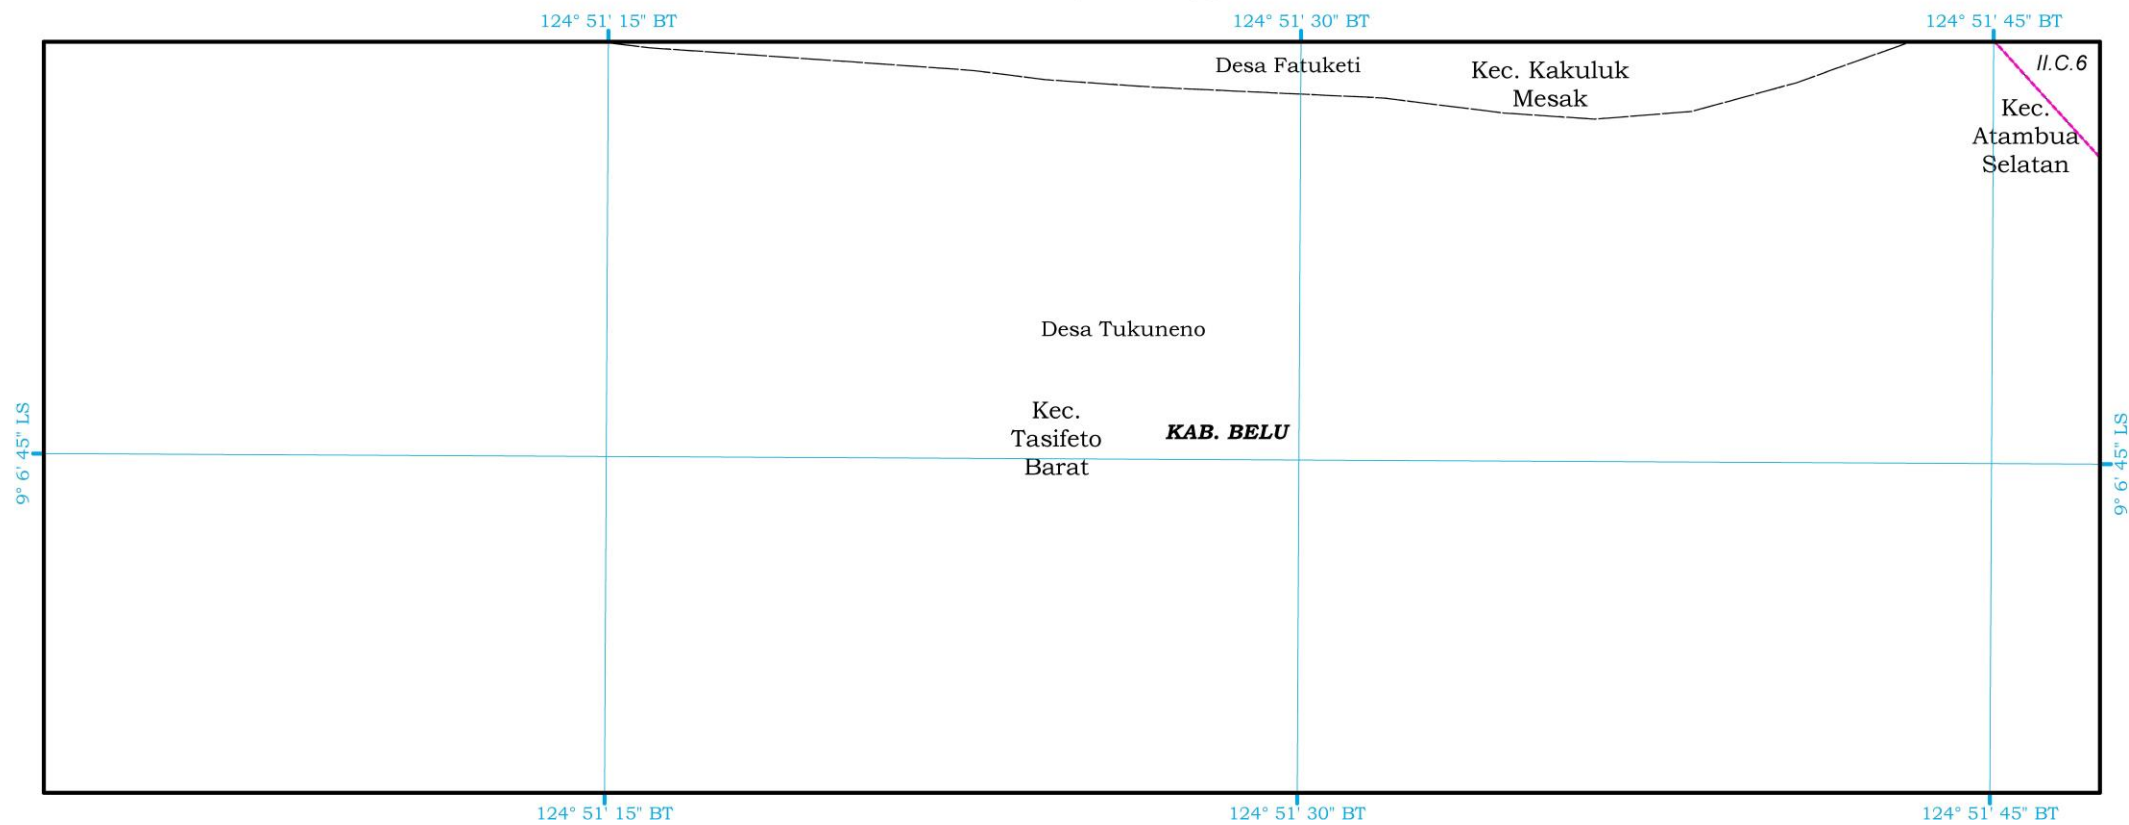 124° 51' 15" BT
124° 51' 30" BT
124° 51' 45" BT
Desa Fatuketi
Kec. Kakuluk
Mesak
II.C.6
Kec.
Atambua
Selatan
Desa Tukuneno
Kec.
Tasifeto
Barat
KAB. BELU
9° 6' 45" LS
9° 6' 45" LS
124° 51' 15" BT
124° 51' 30" BT
124° 51' 45" BT